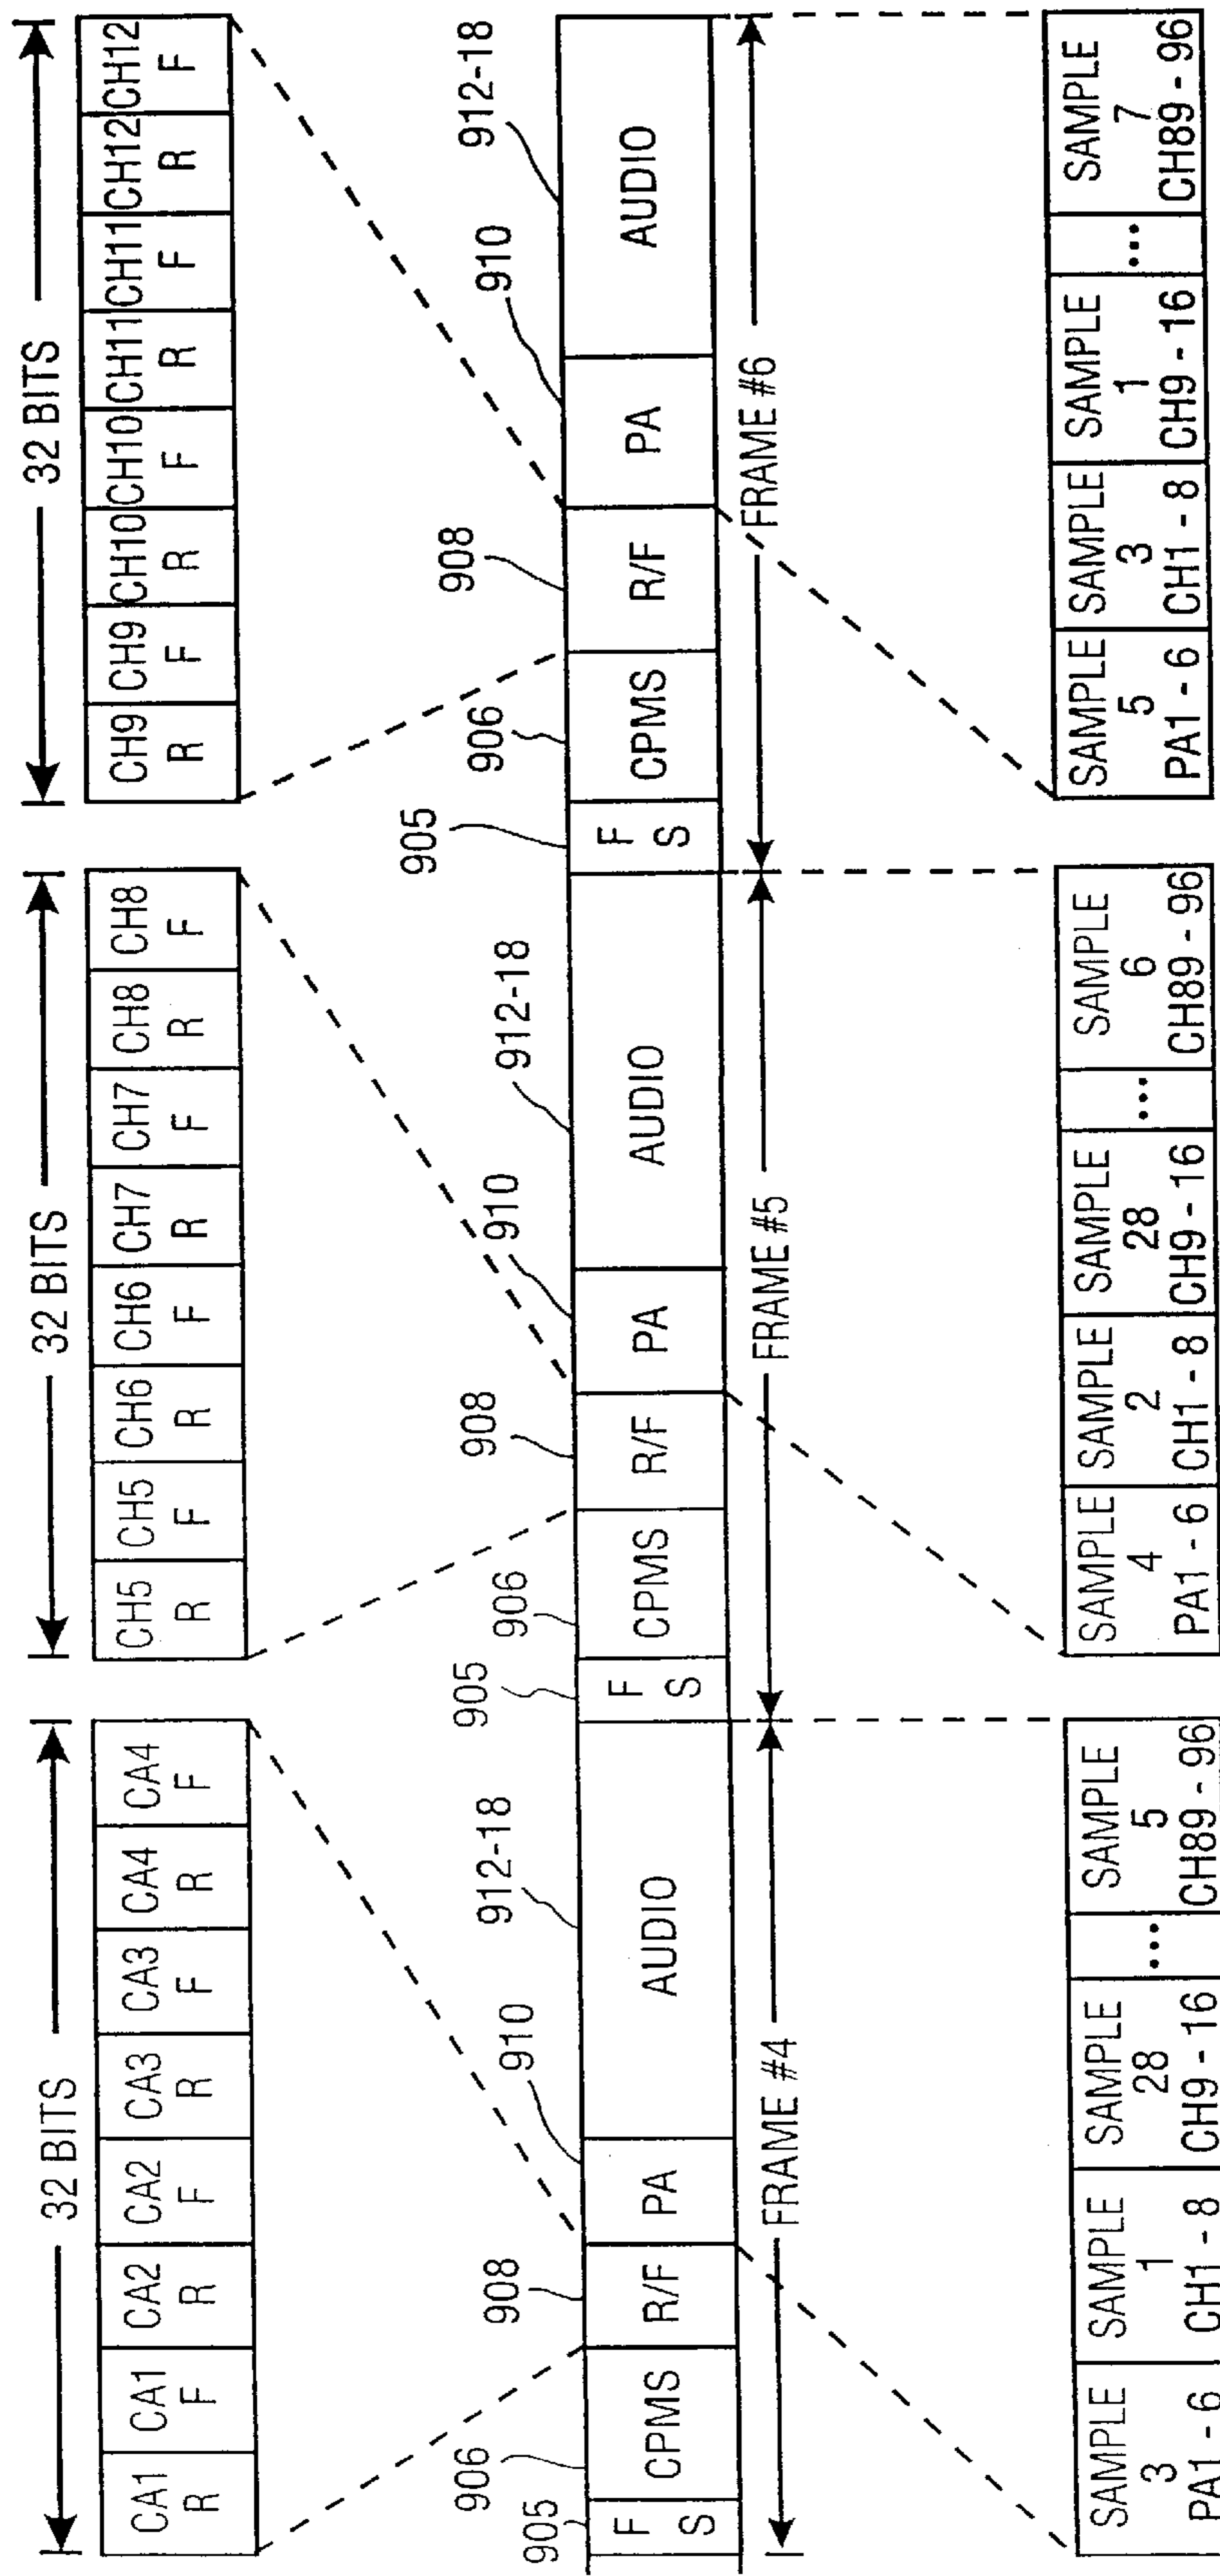 32 BITS
CA1 R
CA1 F
CA2 R
CA2 F
CA3 R
CA3 F
CA4 R
CA4 F
32 BITS
CH5 R
CH5 F
CH6 R
CH6 F
CH7 R
CH7 F
CH8 R
CH8 F
32 BITS
CH9 R
CH9 F
CH10 R
CH10 F
CH11 R
CH11 F
CH12 R
CH12 F
905
906
908
910
912-18
905
906
908
910
912-18
905
906
908
910
912-18
F S
CPMS
R/F
PA
AUDIO
F S
CPMS
R/F
PA
AUDIO
F S
CPMS
R/F
PA
AUDIO
FRAME #4
FRAME #5
FRAME #6
SAMPLE
3
PA1 - 6
SAMPLE
1
CH1 - 8
SAMPLE
28
CH9 - 16
...
SAMPLE
5
CH89 - 96
SAMPLE
4
PA1 - 6
SAMPLE
2
CH1 - 8
SAMPLE
28
CH9 - 16
...
SAMPLE
6
CH89 - 96
SAMPLE
5
PA1 - 6
SAMPLE
3
CH1 - 8
SAMPLE
1
CH9 - 16
...
SAMPLE
7
CH89 - 96